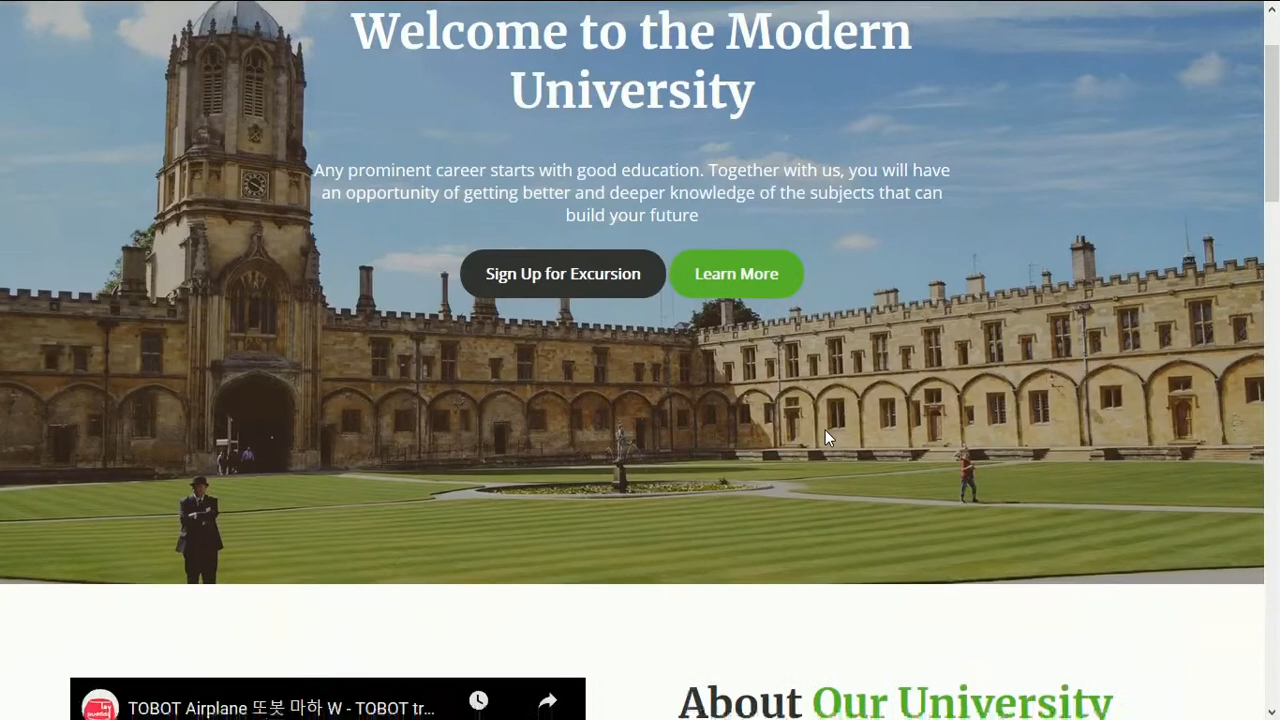 Welcome to the Modern
University
Any prominent career starts with good education. Together with us, you will have
an opportunity of getting better and deeper knowledge of the subjects that can
build your future
Sign Up for Excursion
Learn More
TOBOT Airplane 또봇 마하 W - TOBOT tr...
About Our University